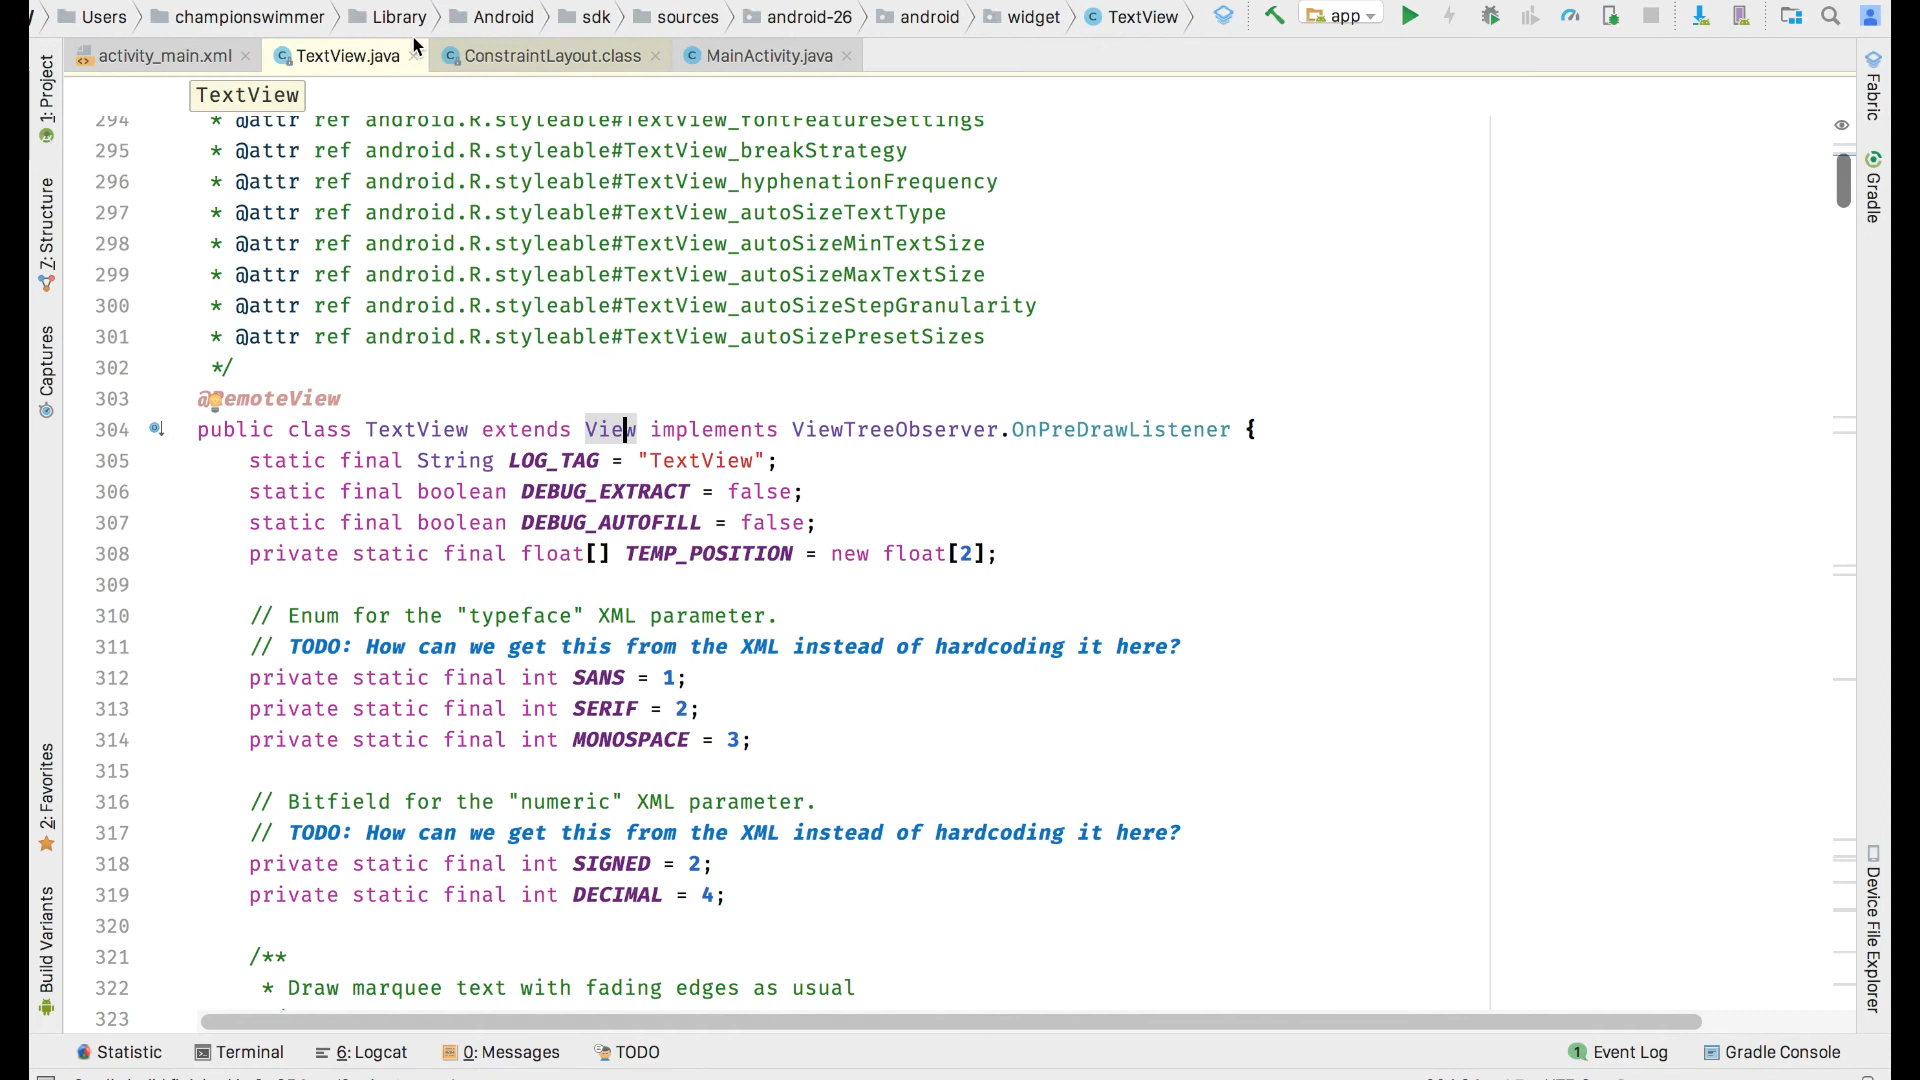 Users championswimmer Library Android sdk sources android-26 android widget TextView app
activity_main.xml TextView.java ConstraintLayout.class MainActivity.java
TextView
294 * @attr ref android.R.styleable#TextView_fontFeatureSettings
295 * @attr ref android.R.styleable#TextView_breakStrategy
296 * @attr ref android.R.styleable#TextView_hyphenationFrequency
297 * @attr ref android.R.styleable#TextView_autoSizeTextType
298 * @attr ref android.R.styleable#TextView_autoSizeMinTextSize
299 * @attr ref android.R.styleable#TextView_autoSizeMaxTextSize
300 * @attr ref android.R.styleable#TextView_autoSizeStepGranularity
301 * @attr ref android.R.styleable#TextView_autoSizePresetSizes
302 */
303 @RemoteView
304 public class TextView extends View implements ViewTreeObserver.OnPreDrawListener {
305 static final String LOG_TAG = "TextView";
306 static final boolean DEBUG_EXTRACT = false;
307 static final boolean DEBUG_AUTOFILL = false;
308 private static final float[] TEMP_POSITION = new float[2];
309
310 // Enum for the "typeface" XML parameter.
311 // TODO: How can we get this from the XML instead of hardcoding it here?
312 private static final int SANS = 1;
313 private static final int SERIF = 2;
314 private static final int MONOSPACE = 3;
315
316 // Bitfield for the "numeric" XML parameter.
317 // TODO: How can we get this from the XML instead of hardcoding it here?
318 private static final int SIGNED = 2;
319 private static final int DECIMAL = 4;
320
321 /**
322 * Draw marquee text with fading edges as usual
323
1: Project
7: Structure
Captures
2: Favorites
Build Variants
Fabric
Gradle
Device File Explorer
Statistic Terminal 6: Logcat 0: Messages TODO 1 Event Log Gradle Console